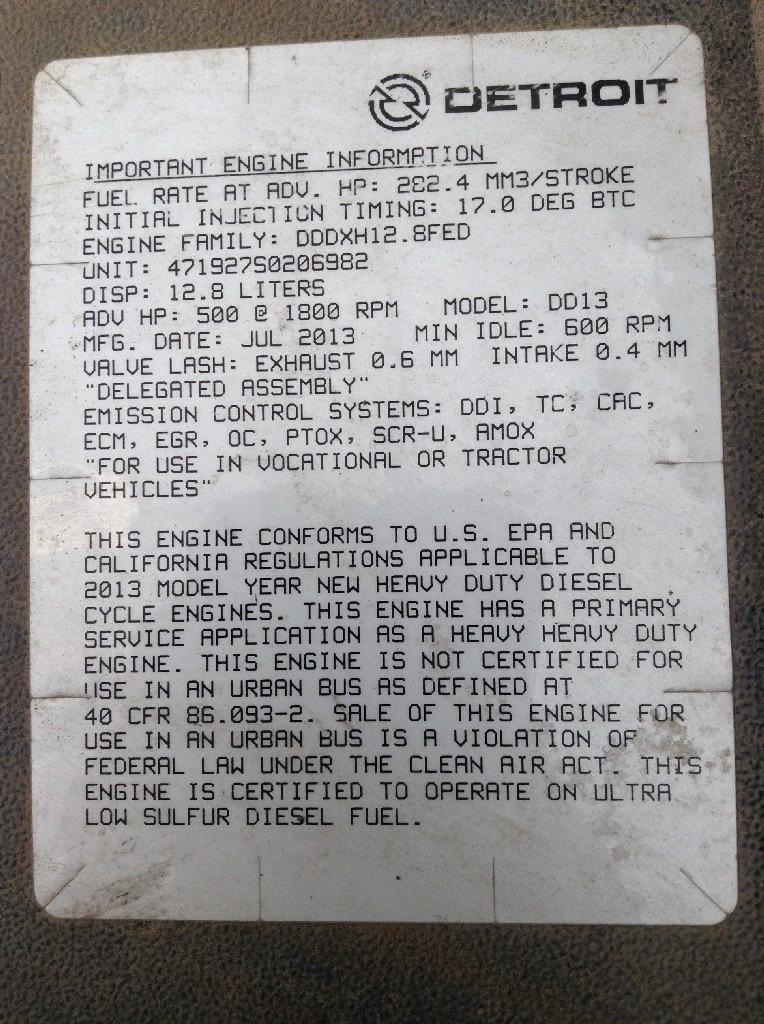 DETROIT
IMPORTANT ENGINE INFORMATION
FUEL RATE AT ADV. HP: 282.4 MM3/STROKE
INITIAL INJECTION TIMING: 17.0 DEG BTC
ENGINE FAMILY: DDDXH12.8FED
UNIT: 471927S0206982
DISP: 12.8 LITERS
ADV HP: 500 @ 1800 RPM MODEL: DD13
MFG. DATE: JUL 2013 MIN IDLE: 600 RPM
VALVE LASH: EXHAUST 0.6 MM INTAKE 0.4 MM
"DELEGATED ASSEMBLY"
EMISSION CONTROL SYSTEMS: DDI, TC, CAC,
ECM, EGR, OC, PTOX, SCR-U, AMOX
"FOR USE IN VOCATIONAL OR TRACTOR
VEHICLES"
THIS ENGINE CONFORMS TO U.S. EPA AND
CALIFORNIA REGULATIONS APPLICABLE TO
2013 MODEL YEAR NEW HEAVY DUTY DIESEL
CYCLE ENGINES. THIS ENGINE HAS A PRIMARY
SERVICE APPLICATION AS A HEAVY HEAVY DUTY
ENGINE. THIS ENGINE IS NOT CERTIFIED FOR
USE IN AN URBAN BUS AS DEFINED AT
40 CFR 86.093-2. SALE OF THIS ENGINE FOR
USE IN AN URBAN BUS IS A VIOLATION OF
FEDERAL LAW UNDER THE CLEAN AIR ACT. THIS
ENGINE IS CERTIFIED TO OPERATE ON ULTRA
LOW SULFUR DIESEL FUEL.